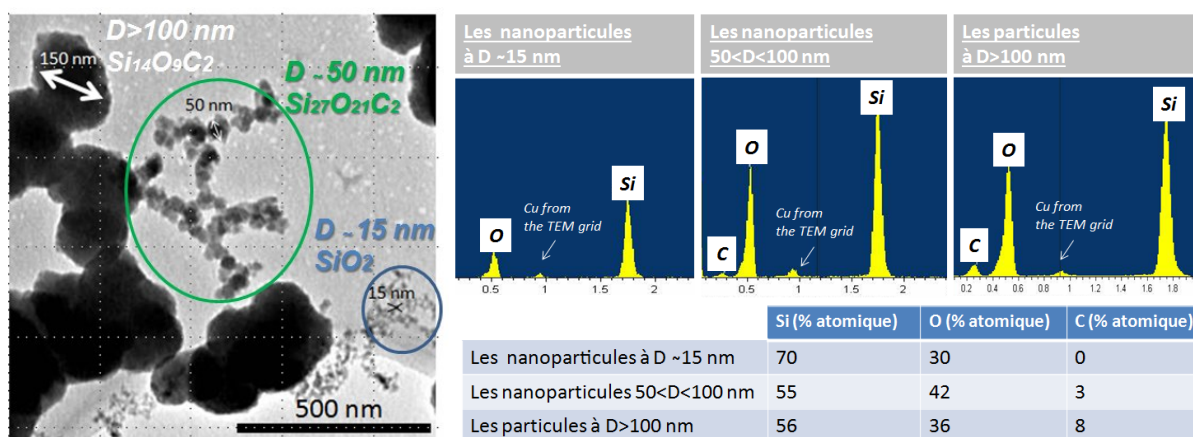 D>100 nm
Si14O9C2
150 nm
D ~ 50 nm
Si27O21C2
50 nm
D ~ 15 nm
SiO2
15 nm
500 nm
Les nanoparticules
à D ~15 nm
Si
O
Cu from
the TEM grid
0.5 1 1.5 2
Les nanoparticules
50<D<100 nm
Si
O
Cu from
the TEM grid
C
0.5 1 1.5 2
Les particules
à D>100 nm
Si
O
Cu from
the TEM grid
C
0.2 0.4 0.6 0.8 1 1.2 1.4 1.6 1.8
Si (% atomique) O (% atomique) C (% atomique)
Les nanoparticules à D ~15 nm 70 30 0
Les nanoparticules 50<D<100 nm 55 42 3
Les particules à D>100 nm 56 36 8